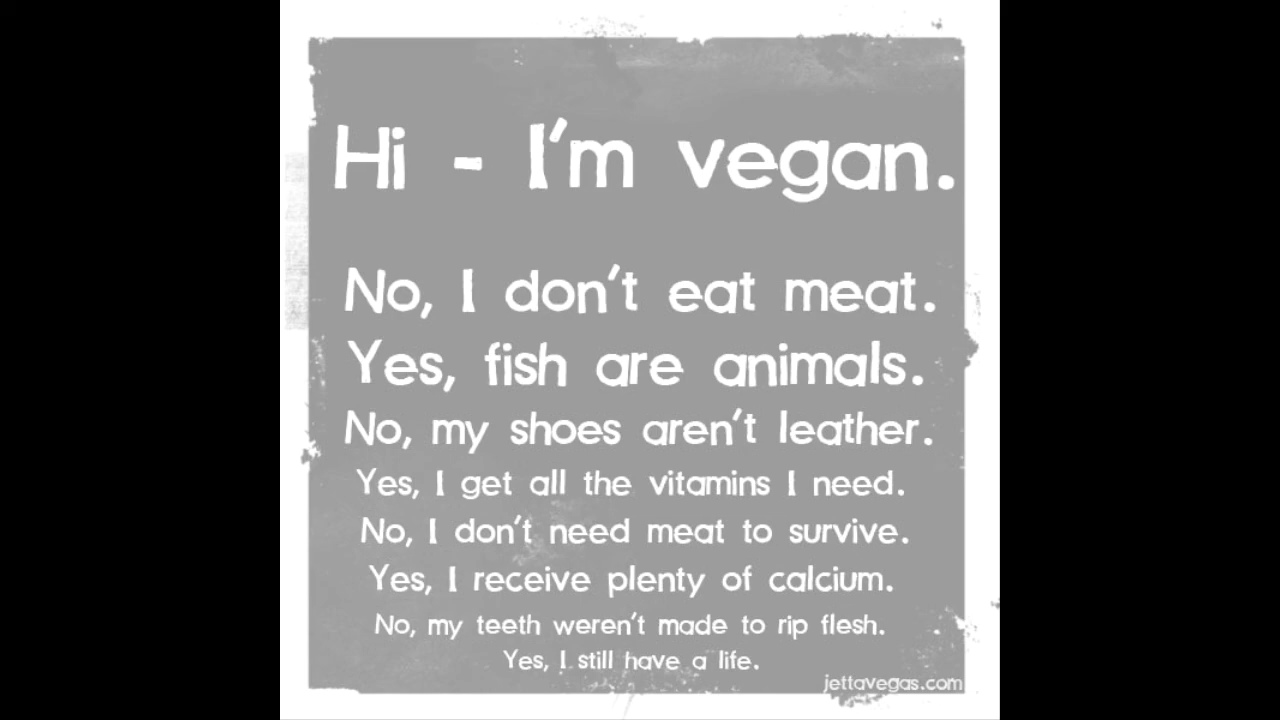 Hi - I'm vegan.
No, I don't eat meat.
Yes, fish are animals.
No, my shoes aren't leather.
Yes, I get all the vitamins I need.
No, I don't need meat to survive.
Yes, I receive plenty of calcium.
No, my teeth weren't made to rip flesh.
Yes, I still have a life.
jettavegas.com